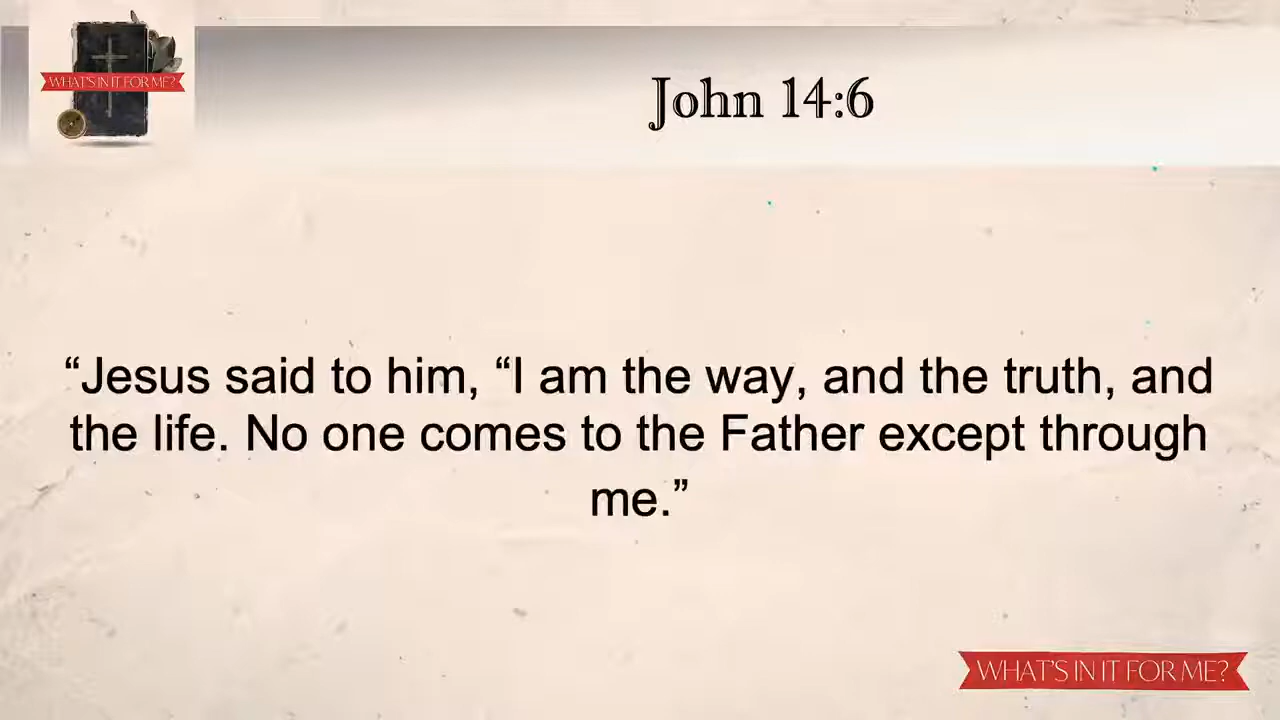 WHAT'S IN IT FOR ME?
John 14:6
“Jesus said to him, “I am the way, and the truth, and
the life. No one comes to the Father except through
me.”
WHAT'S IN IT FOR ME?